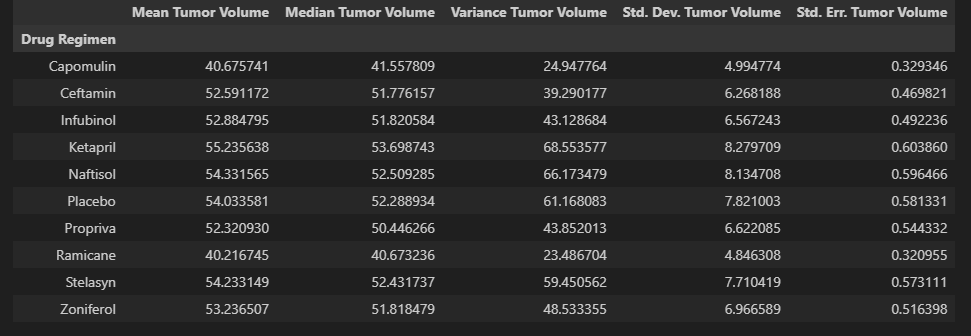 Mean Tumor Volume Median Tumor Volume Variance Tumor Volume Std. Dev. Tumor Volume Std. Err. Tumor Volume
Drug Regimen
Capomulin 40.675741 41.557809 24.947764 4.994774 0.329346
Ceftamin 52.591172 51.776157 39.290177 6.268188 0.469821
Infubinol 52.884795 51.820584 43.128684 6.567243 0.492236
Ketapril 55.235638 53.698743 68.553577 8.279709 0.603860
Naftisol 54.331565 52.509285 66.173479 8.134708 0.596466
Placebo 54.033581 52.288934 61.168083 7.821003 0.581331
Propriva 52.320930 50.446266 43.852013 6.622085 0.544332
Ramicane 40.216745 40.673236 23.486704 4.846308 0.320955
Stelasyn 54.233149 52.431737 59.450562 7.710419 0.573111
Zoniferol 53.236507 51.818479 48.533355 6.966589 0.516398